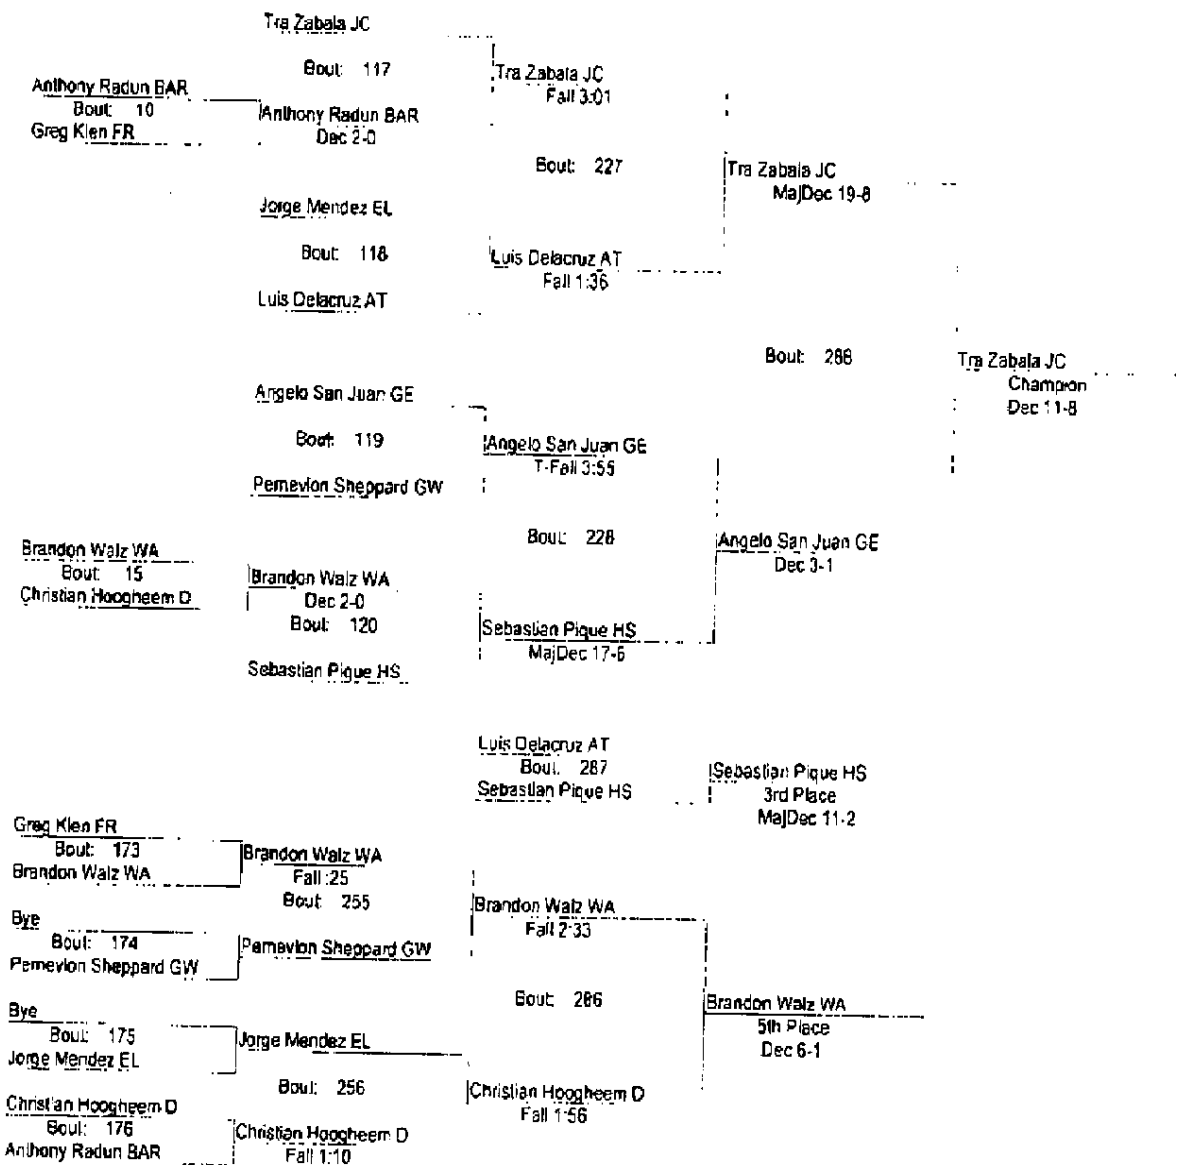 Tra Zabala JC
Bout: 117
Tra Zabala JC
Fall 3:01
Anthony Radun BAR
Bout: 10
Greg Klen FR
Anthony Radun BAR
Dec 2-0
Bout: 227
Tra Zabala JC
MajDec 19-8
Jorge Mendez EL
Bout: 118
Luis Delacruz AT
Fall 1:36
Luis Delacruz AT
Bout: 288
Tra Zabala JC
Champion
Dec 11-8
Angelo San Juan GE
Bout: 119
Angelo San Juan GE
T-Fall 3:55
Pernevlon Sheppard GW
Bout: 228
Angelo San Juan GE
Dec 3-1
Brandon Walz WA
Bout: 15
Christian Hoogheem D
Brandon Walz WA
Dec 2-0
Bout: 120
Sebastian Pique HS
MajDec 17-6
Sebastian Pique HS
Luis Delacruz AT
Bout: 287
Sebastian Pique HS
Sebastian Pique HS
3rd Place
MajDec 11-2
Greg Klen FR
Bout: 173
Brandon Walz WA
Brandon Walz WA
Fall :25
Bout: 255
Brandon Walz WA
Fall 2:33
Bye
Bout: 174
Pernevlon Sheppard GW
Pernevlon Sheppard GW
Bout: 286
Brandon Walz WA
5th Place
Dec 6-1
Bye
Bout: 175
Jorge Mendez EL
Jorge Mendez EL
Bout: 256
Christian Hoogheem D
Fall 1:56
Christian Hoogheem D
Bout: 176
Anthony Radun BAR
Christian Hoogheem D
Fall 1:10